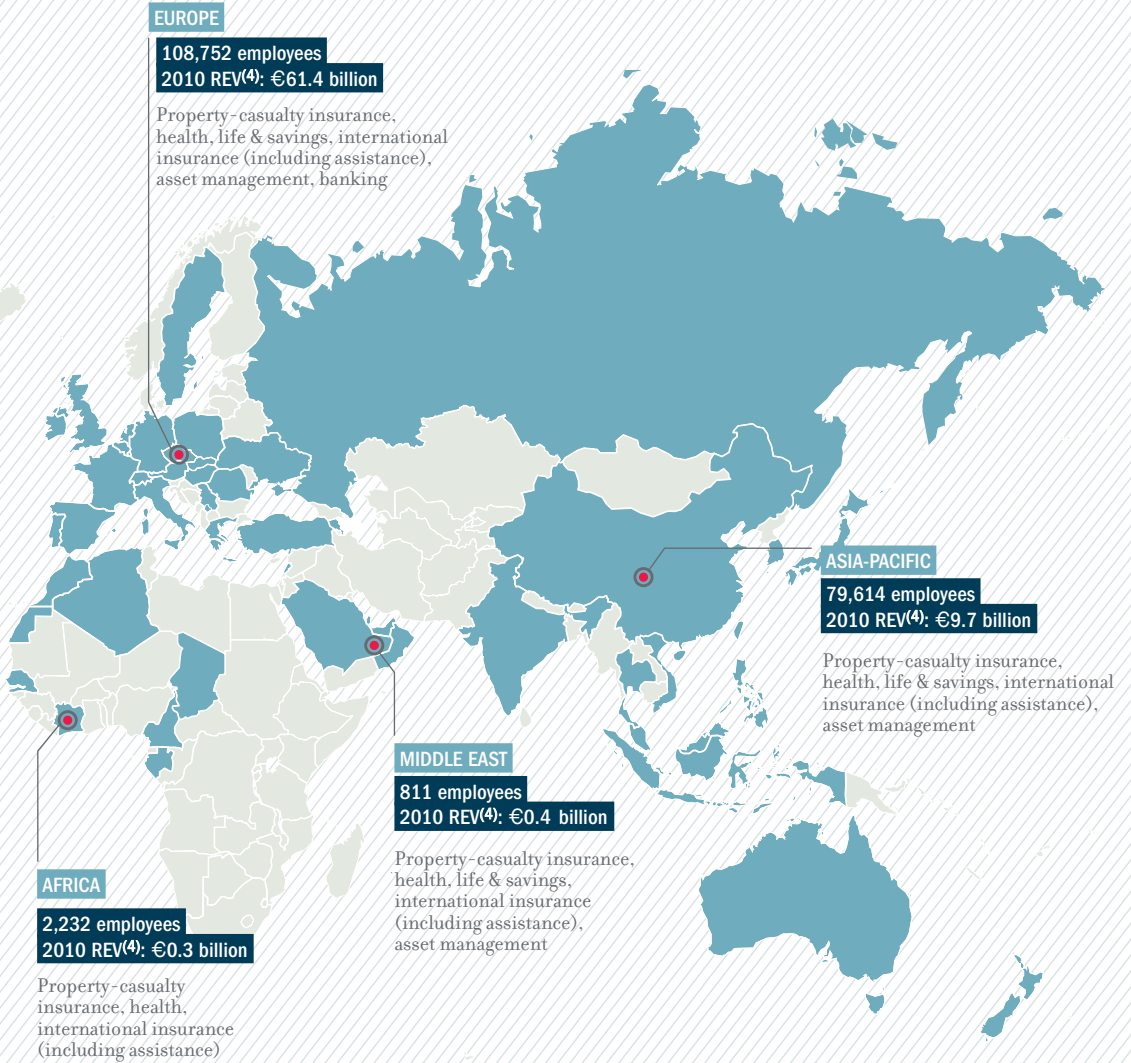 EUROPE
108,752 employees
2010 REV(4): €61.4 billion
Property-casualty insurance,
health, life & savings, international
insurance (including assistance),
asset management, banking
ASIA-PACIFIC
79,614 employees
2010 REV(4): €9.7 billion
Property-casualty insurance,
health, life & savings, international
insurance (including assistance),
asset management
MIDDLE EAST
811 employees
2010 REV(4): €0.4 billion
Property-casualty insurance,
health, life & savings,
international insurance
(including assistance),
asset management
AFRICA
2,232 employees
2010 REV(4): €0.3 billion
Property-casualty
insurance, health,
international insurance
(including assistance)